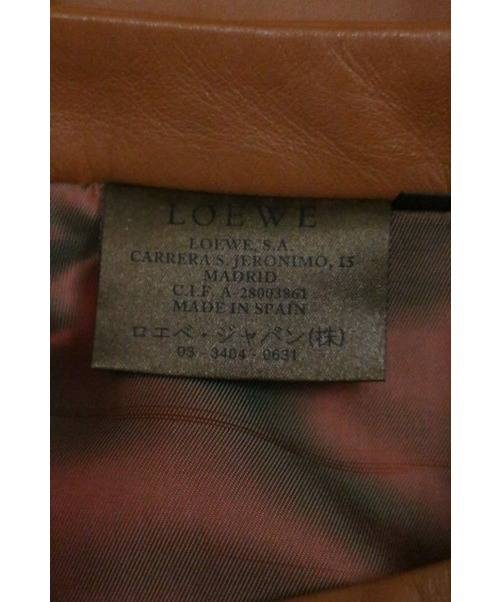 LOEWE
LOEWE, S.A.
CARRERA S. JERONIMO, 15
MADRID
C.I.F. A-28003861
MADE IN SPAIN
ロエベ・ジャパン(株)
03-3404-0631